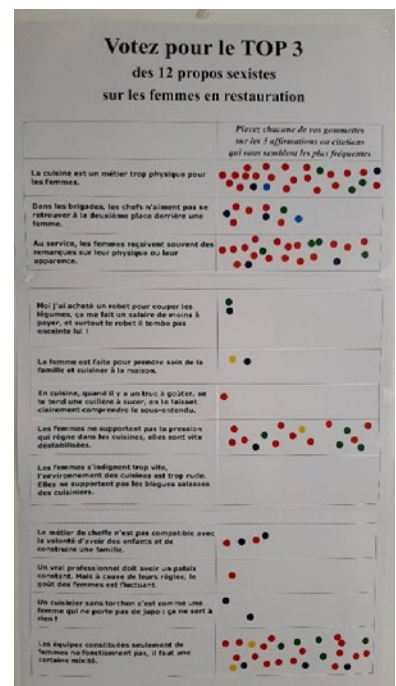 Votez pour le TOP 3
des 12 propos sexistes
sur les femmes en restauration
Placez chacune de vos gommettes
sur les 3 affirmations ou citations
qui vous semblent les plus fréquentes
La cuisine est un métier trop physique pour
les femmes.
Dans les brigades, les chefs n'aiment pas se
retrouver à la deuxième place derrière une
femme.
Au service, les femmes reçoivent souvent des
remarques sur leur physique ou leur
apparence.
Moi j'ai acheté un robot pour couper les
légumes, ça me fait un salaire de moins à
payer, et surtout le robot il tombe pas
enceinte lui !
La femme est faite pour prendre soin de la
famille et cuisiner à la maison.
En cuisine, quand il y a un truc à goûter, on
te tend une cuillère à sucer, en te faisant
clairement comprendre le sous-entendu.
Les femmes ne supportent pas la pression
qui règne dans les cuisines, elles sont vite
déstabilisées.
Les femmes s'indignent trop vite,
l'environnement des cuisines est trop rude.
Elles ne supportent pas les blagues salaces
des cuisiniers.
Le métier de cheffe n'est pas compatible avec
la volonté d'avoir des enfants et de
construire une famille.
Un vrai professionnel doit avoir un palais
constant. Mais à cause de leurs règles, le
goût des femmes est fluctuant.
Un cuisinier sans torchon c'est comme une
femme qui ne porte pas de jupe : ça ne sert à
rien !
Les équipes constituées seulement de
femmes ne fonctionnent pas, il faut une
certaine mixité.